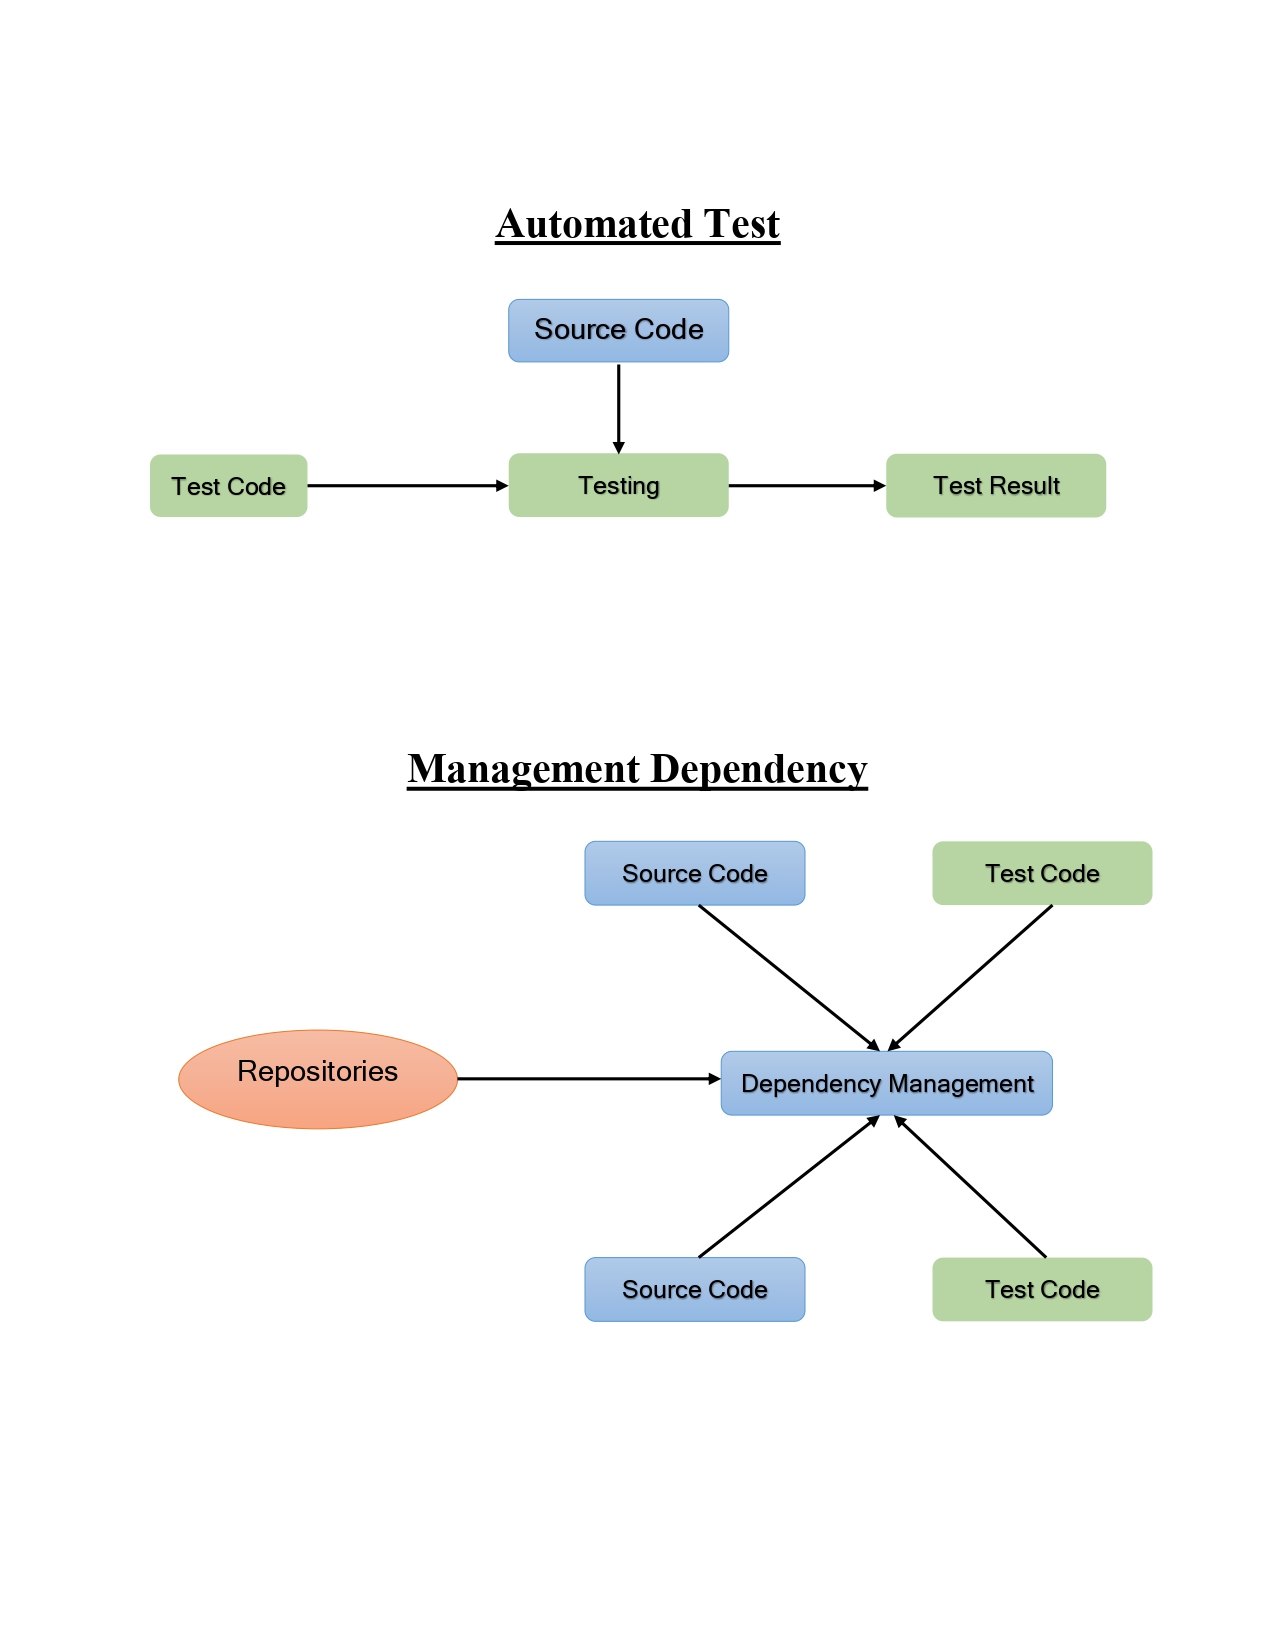 Automated Test
Source Code
Test Code
Testing
Test Result
Management Dependency
Source Code
Test Code
Repositories
Dependency Management
Source Code
Test Code